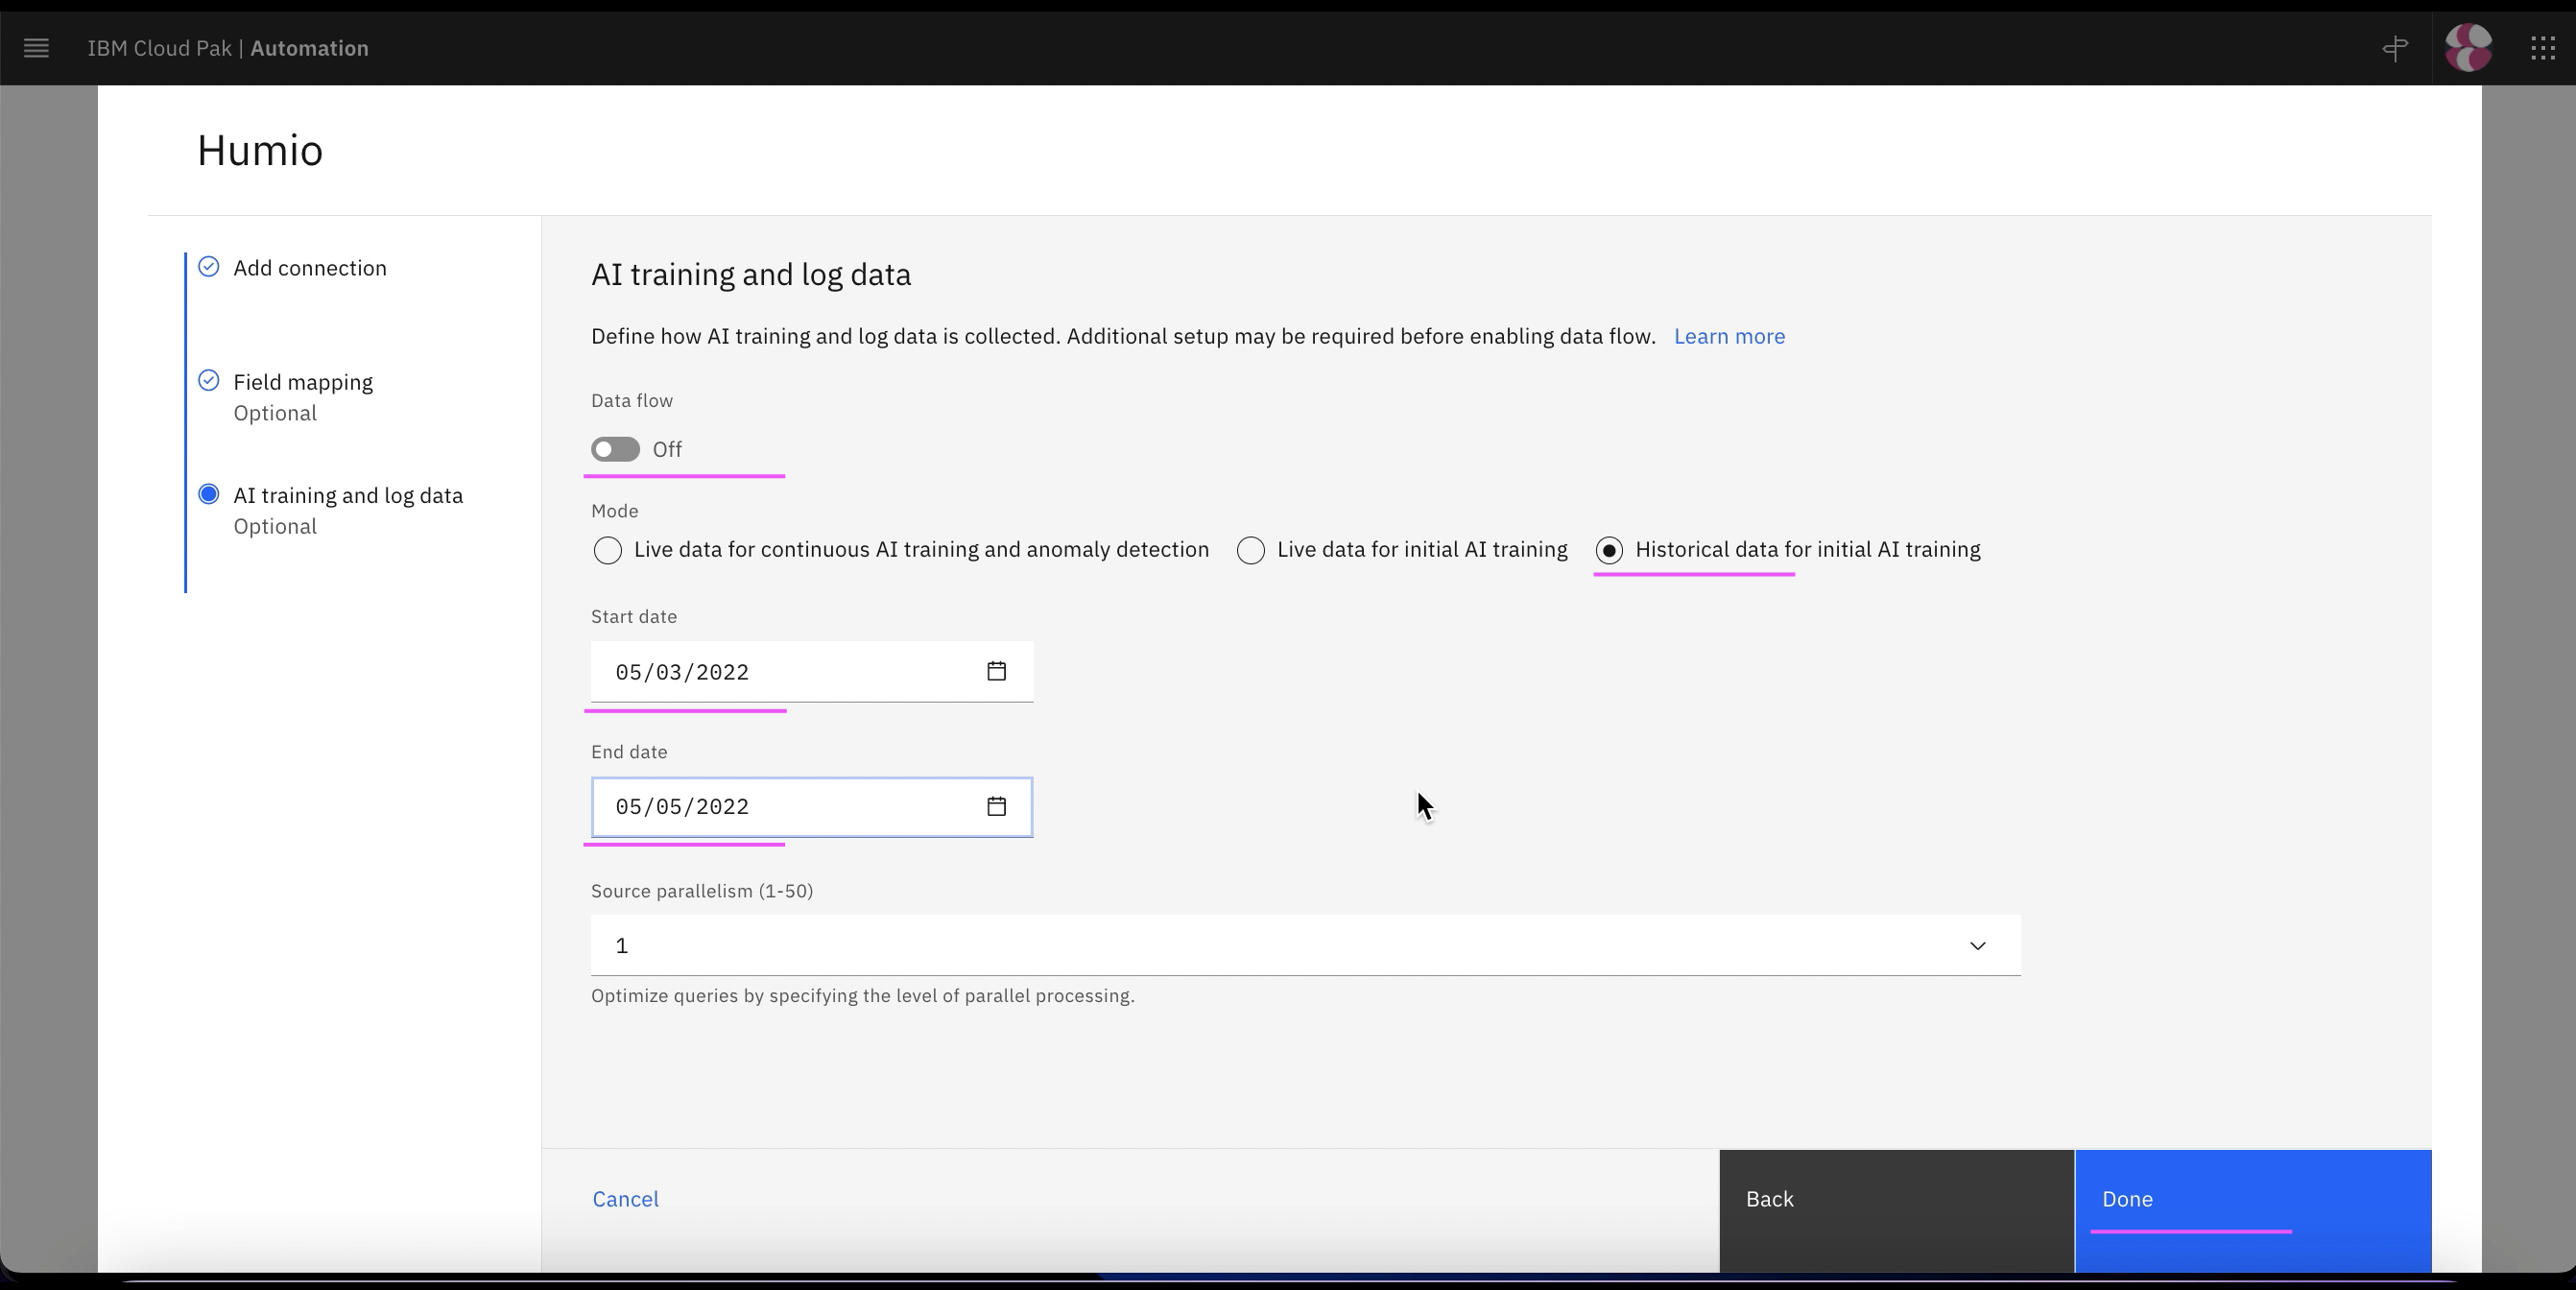 IBM Cloud Pak | Automation
Humio
Add connection
Field mapping
Optional
AI training and log data
Optional
AI training and log data
Define how AI training and log data is collected. Additional setup may be required before enabling data flow. Learn more
Data flow
Off
Mode
Live data for continuous AI training and anomaly detection Live data for initial AI training Historical data for initial AI training
Start date
05/03/2022
End date
05/05/2022
Source parallelism (1-50)
1
Optimize queries by specifying the level of parallel processing.
Cancel Back Done